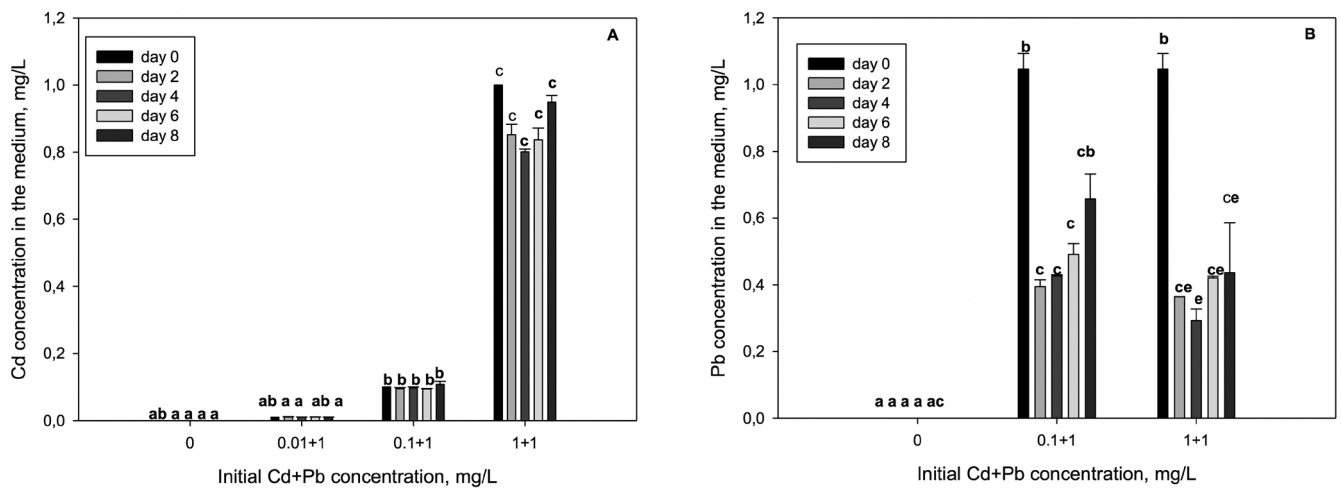 A
Cd concentration in the medium, mg/L
1,2
1,0
0,8
0,6
0,4
0,2
0,0
day 0
day 2
day 4
day 6
day 8
ab a a a a
ab a a ab a
b b b b b
c c c c c
0 0.01+1 0.1+1 1+1
Initial Cd+Pb concentration, mg/L
B
Pb concentration in the medium, mg/L
1,2
1,0
0,8
0,6
0,4
0,2
0,0
day 0
day 2
day 4
day 6
day 8
a a a a ac
b c c c cb
b ce e ce ce
0 0.1+1 1+1
Initial Cd+Pb concentration, mg/L